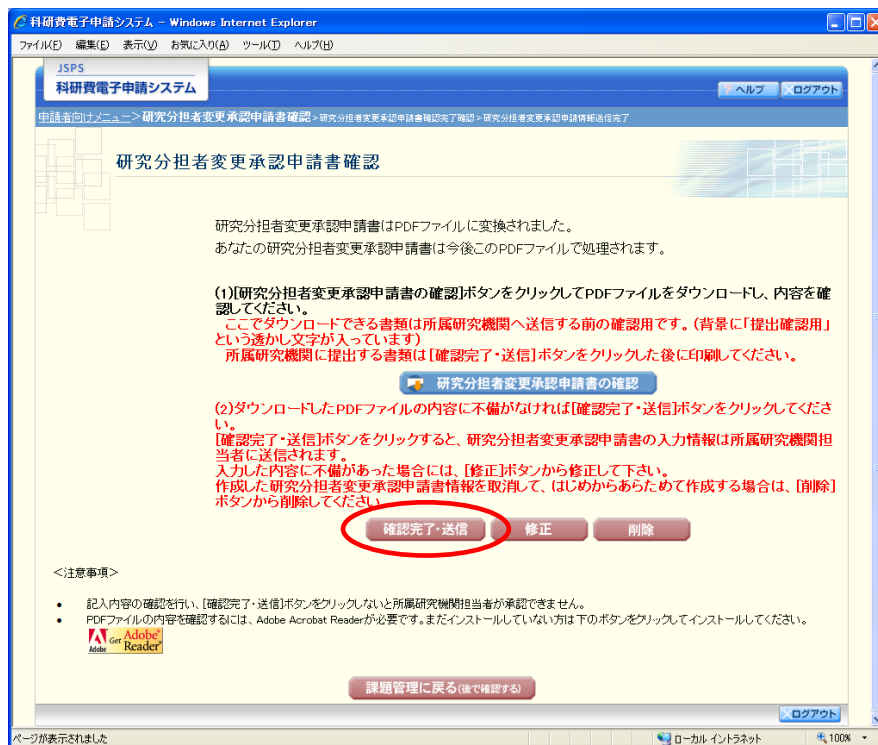 科研費電子申請システム - Windows Internet Explorer
ファイル(F) 編集(E) 表示(V) お気に入り(A) ツール(T) ヘルプ(H)
JSPS
科研費電子申請システム
? ヘルプ ログアウト
申請者向けメニュー>研究分担者変更承認申請書確認>研究分担者変更承認申請書確認完了確認>研究分担者変更承認申請情報送信完了
研究分担者変更承認申請書確認
研究分担者変更承認申請書はPDFファイルに変換されました。
あなたの研究分担者変更承認申請書は今後このPDFファイルで処理されます。
(1)[研究分担者変更承認申請書の確認]ボタンをクリックしてPDFファイルをダウンロードし、内容を確
認してください。
ここでダウンロードできる書類は所属研究機関へ送信する前の確認用です。(背景に「提出確認用」
という透かし文字が入っています)
所属研究機関に提出する書類は[確認完了・送信]ボタンをクリックした後に印刷してください。
研究分担者変更承認申請書の確認
(2)ダウンロードしたPDFファイルの内容に不備がなければ[確認完了・送信]ボタンをクリックしてくださ
い。
[確認完了・送信]ボタンをクリックすると、研究分担者変更承認申請書の入力情報は所属研究機関担
当者に送信されます。
入力した内容に不備があった場合には、[修正]ボタンから修正して下さい。
作成した研究分担者変更承認申請書情報を取消して、はじめからあらためて作成する場合は、[削除]
ボタンから削除してください。
確認完了・送信 修正 削除
<注意事項>
• 記入内容の確認を行い、[確認完了・送信]ボタンをクリックしないと所属研究機関担当者が承認できません。
• PDFファイルの内容を確認するには、Adobe Acrobat Readerが必要です。まだインストールしていない方は下のボタンをクリックしてインストールしてください。
Adobe Get Adobe® Reader®
課題管理に戻る(後で確認する)
ログアウト
ページが表示されました ローカル イントラネット 100%